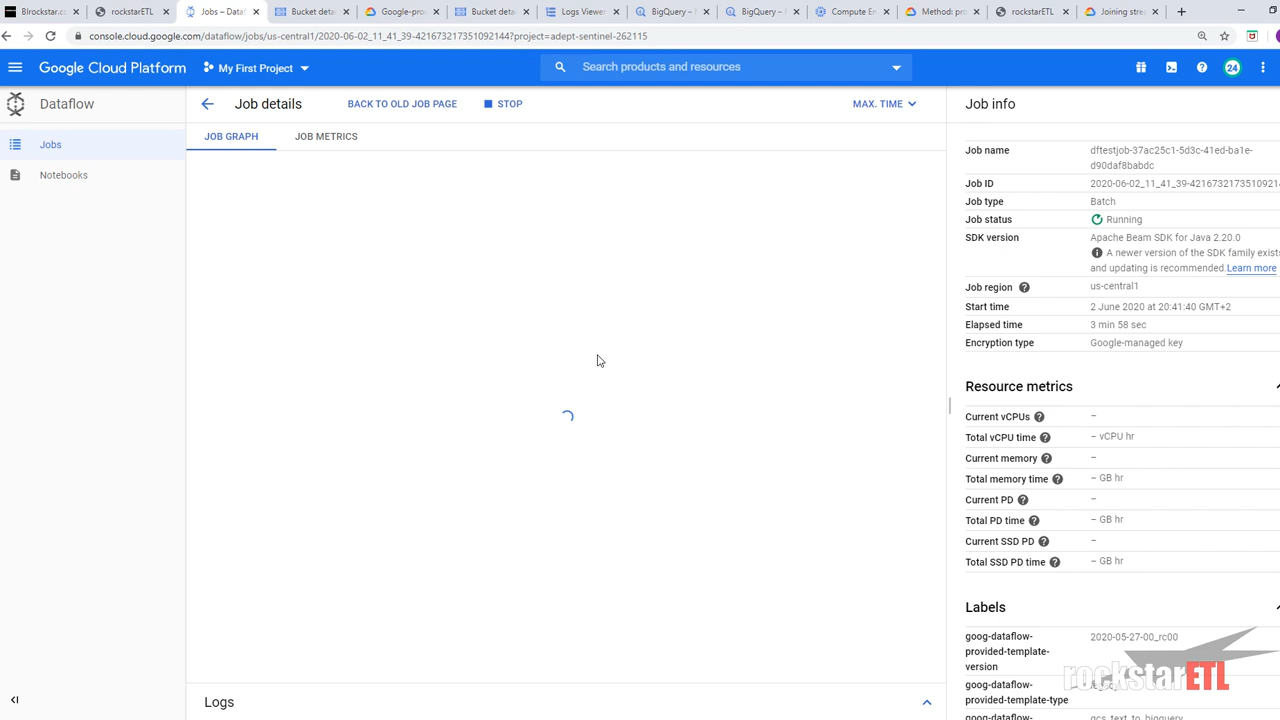 BIrockstar.c
rockstarETL
Jobs – Dataf
Bucket deta
Google-pro
Bucket deta
Logs Viewer
BigQuery –
BigQuery –
Compute En
Method: pro
rockstarETL
Joining stre
console.cloud.google.com/dataflow/jobs/us-central1/2020-06-02_11_41_39-421673217351092144?project=adept-sentinel-262115
Google Cloud Platform
My First Project
Search products and resources
24
Dataflow
Job details
BACK TO OLD JOB PAGE
STOP
MAX. TIME
Job info
Jobs
Notebooks
JOB GRAPH
JOB METRICS
Job name dftestjob-37ac25c1-5d3c-41ed-ba1e-
d90daf8babdc
Job ID 2020-06-02_11_41_39-42167321735109214
Job type Batch
Job status Running
SDK version Apache Beam SDK for Java 2.20.0
A newer version of the SDK family exists
and updating is recommended. Learn more
Job region us-central1
Start time 2 June 2020 at 20:41:40 GMT+2
Elapsed time 3 min 58 sec
Encryption type Google-managed key
Resource metrics
Current vCPUs –
Total vCPU time – vCPU hr
Current memory –
Total memory time – GB hr
Current PD –
Total PD time – GB hr
Current SSD PD –
Total SSD PD time – GB hr
Labels
goog-dataflow- 2020-05-27-00_rc00
provided-template-
version
goog-dataflow-
provided-template-type
gcs_text_to_bigquery
rockstarETL
Logs